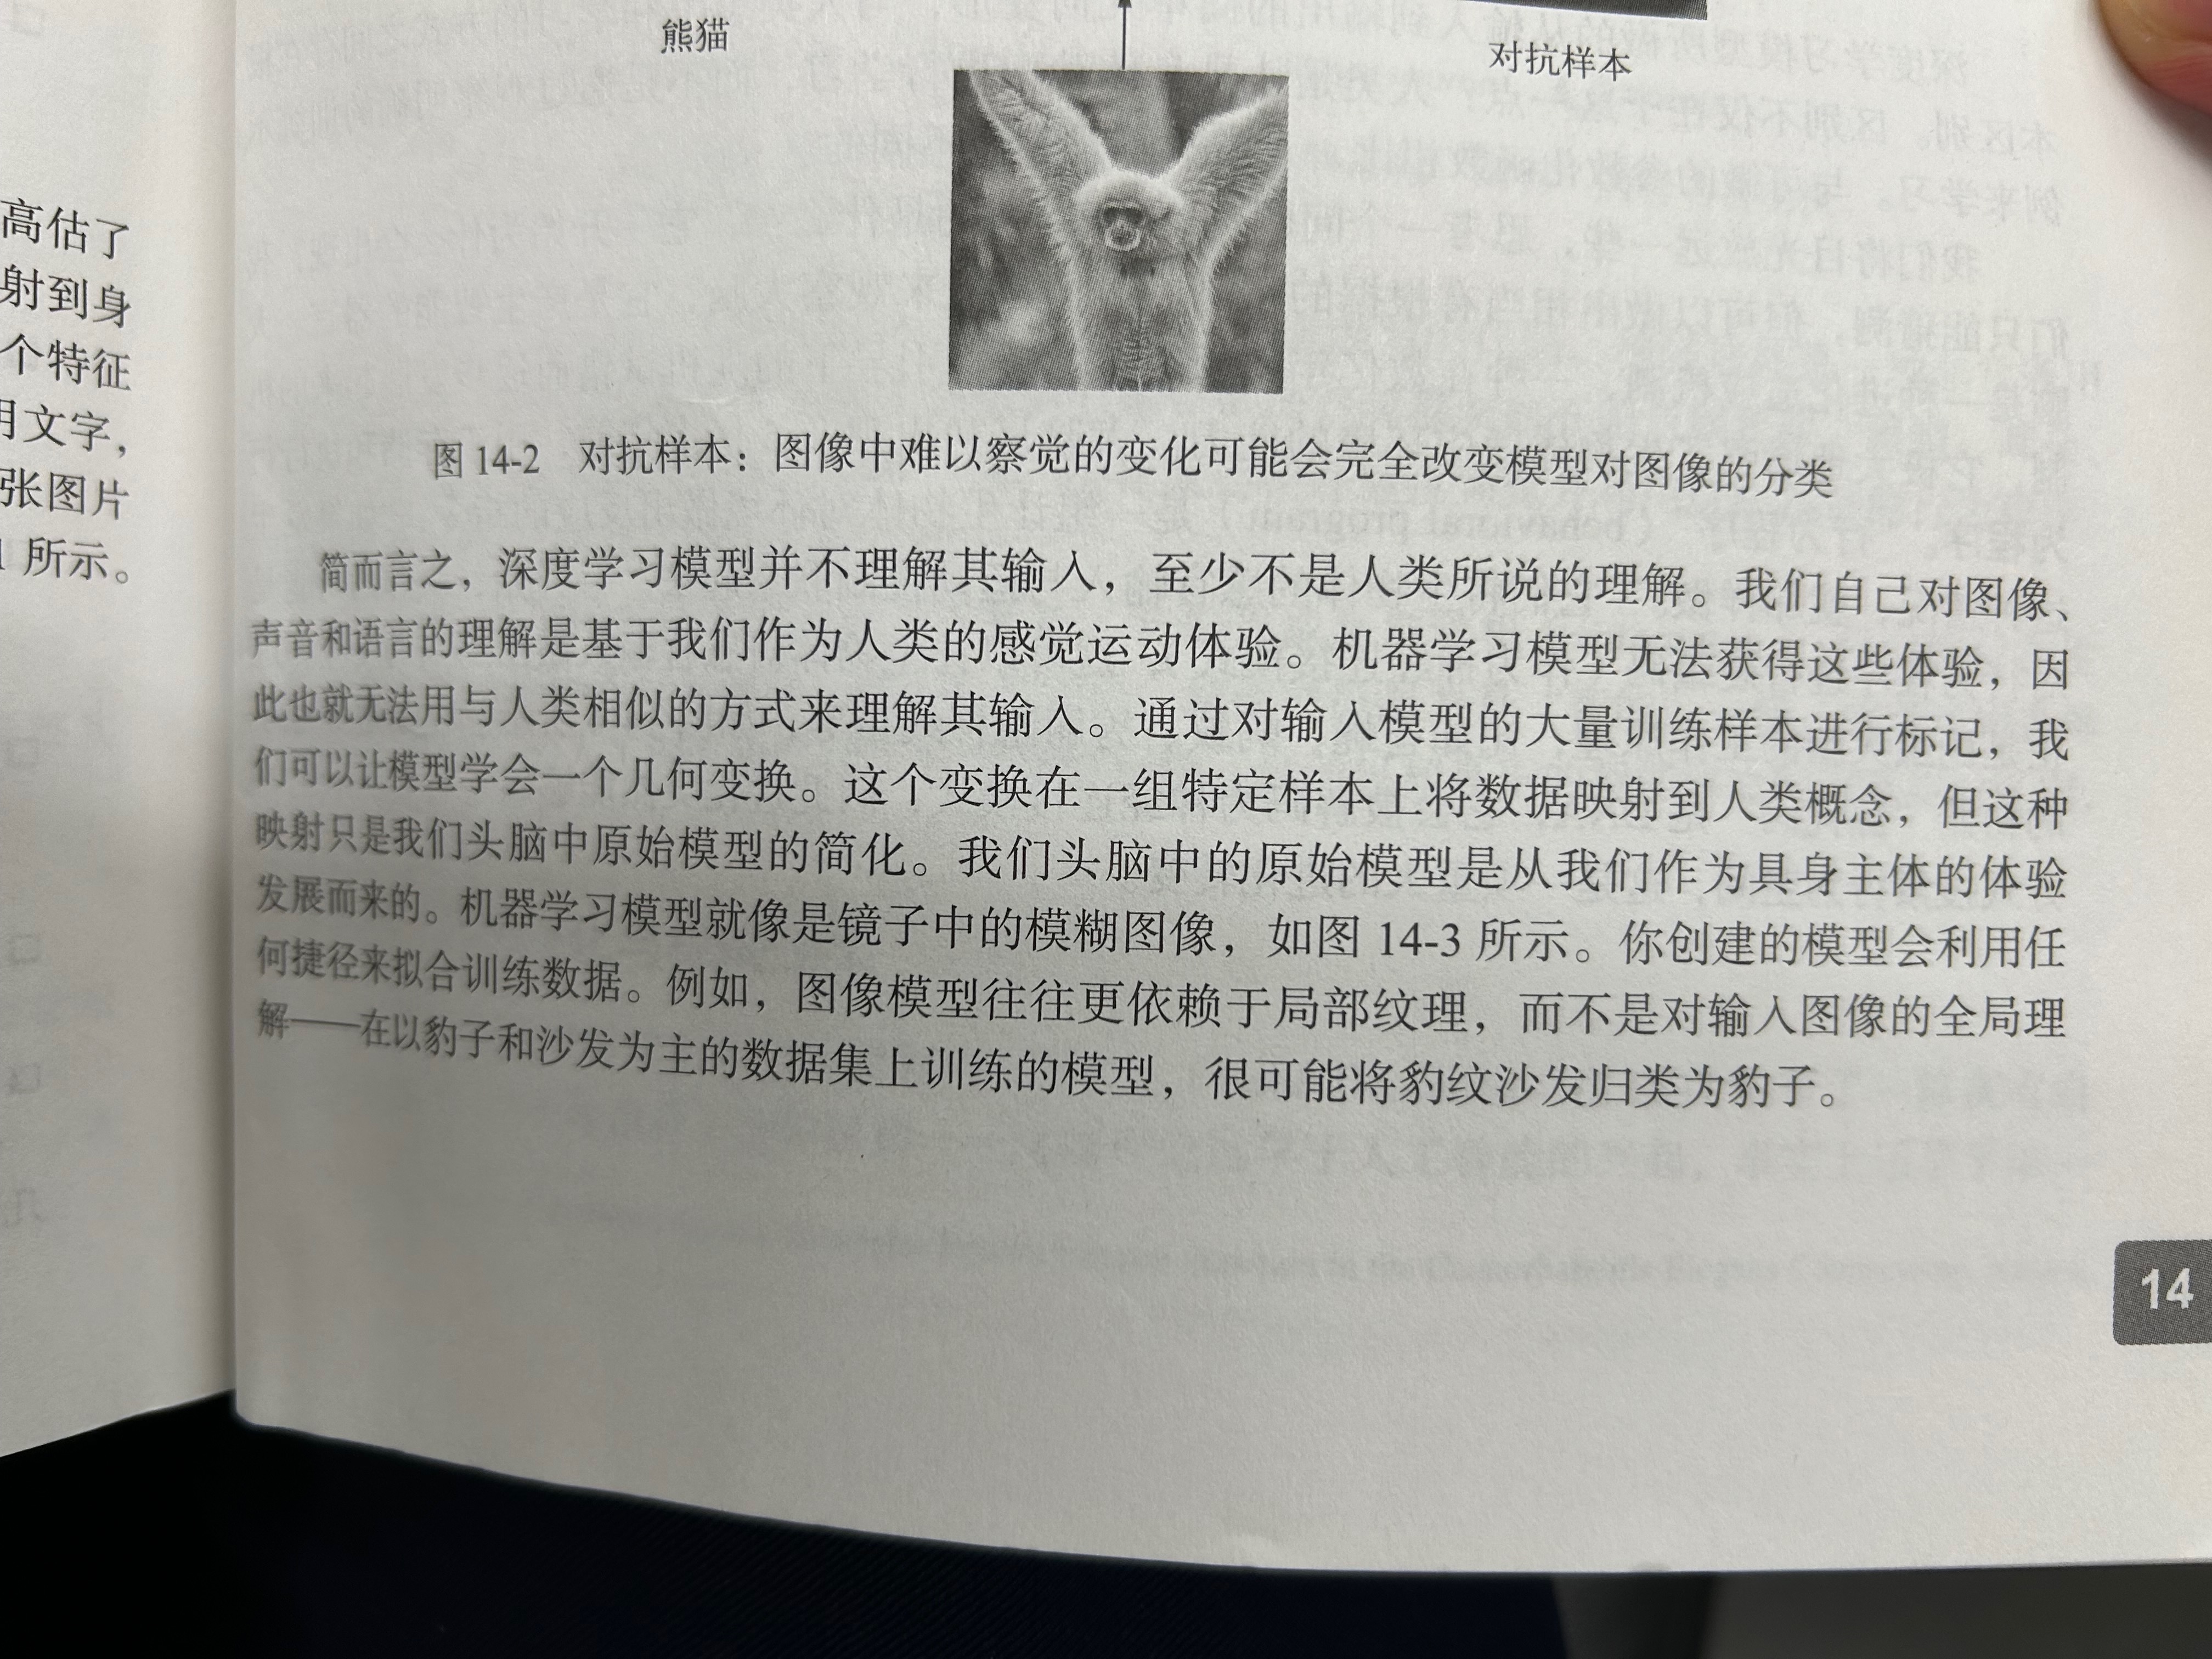 高估了
射到身
个特征
文字,
张图片
所示。
熊猫
对抗样本
图 14-2 对抗样本：图像中难以察觉的变化可能会完全改变模型对图像的分类
简而言之，深度学习模型并不理解其输入，至少不是人类所说的理解。我们自己对图像、
声音和语言的理解是基于我们作为人类的感觉运动体验。机器学习模型无法获得这些体验，因
此也就无法用与人类相似的方式来理解其输入。通过对输入模型的大量训练样本进行标记，我
们可以让模型学会一个几何变换。这个变换在一组特定样本上将数据映射到人类概念，但这种
映射只是我们头脑中原始模型的简化。我们头脑中的原始模型是从我们作为具身主体的体验
发展而来的。机器学习模型就像是镜子中的模糊图像，如图 14-3 所示。你创建的模型会利用任
何捷径来拟合训练数据。例如，图像模型往往更依赖于局部纹理，而不是对输入图像的全局理
解——在以豹子和沙发为主的数据集上训练的模型，很可能将豹纹沙发归类为豹子。
14